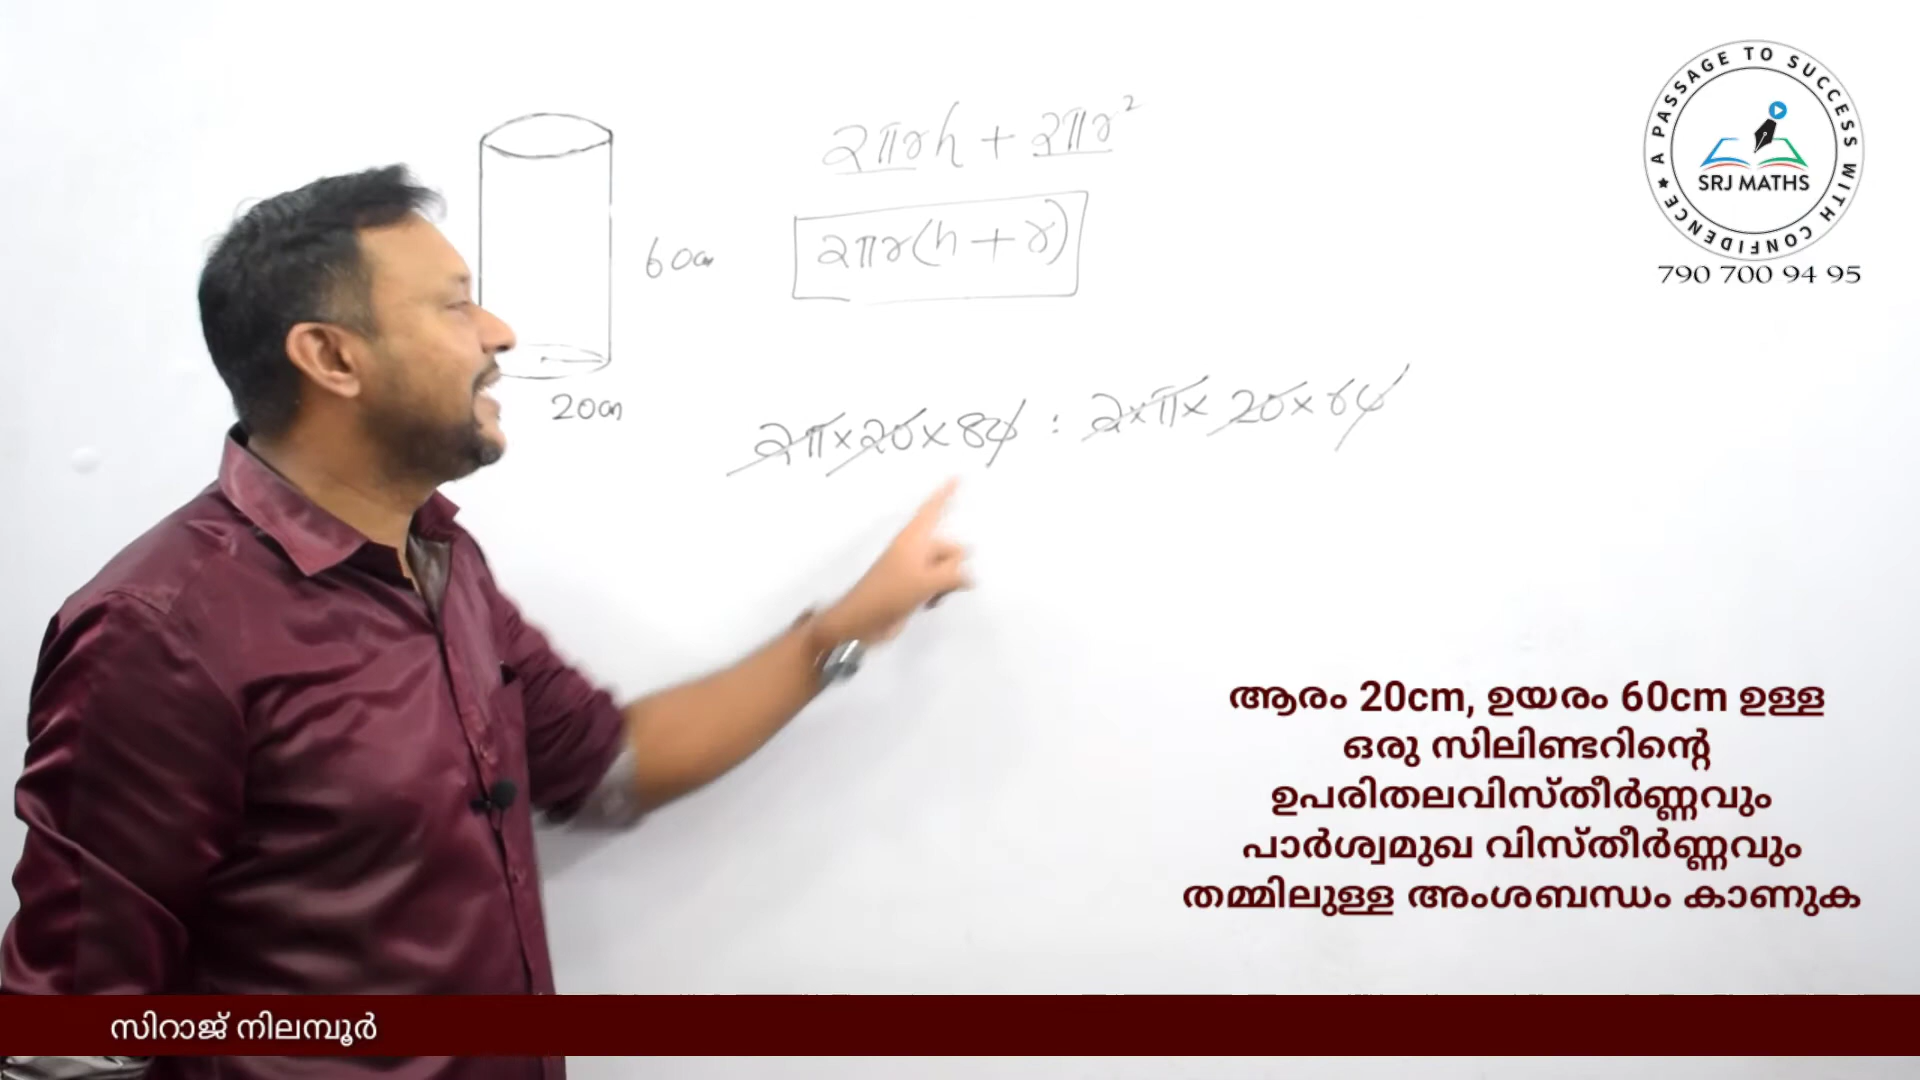 A PASSAGE TO SUCCESS WITH CONFIDENCE
SRJ MATHS
790 700 94 95
2πrh + 2πr²
2πr(h + r)
60cm
20cm
2π×20×80 : 2×π×20×60
ആരം 20cm, ഉയരം 60cm ഉള്ള
ഒരു സിലിണ്ടറിന്റെ
ഉപരിതലവിസ്തീർണ്ണവും
പാർശ്വമുഖ വിസ്തീർണ്ണവും
തമ്മിലുള്ള അംശബന്ധം കാണുക
സിറാജ് നിലമ്പൂർ